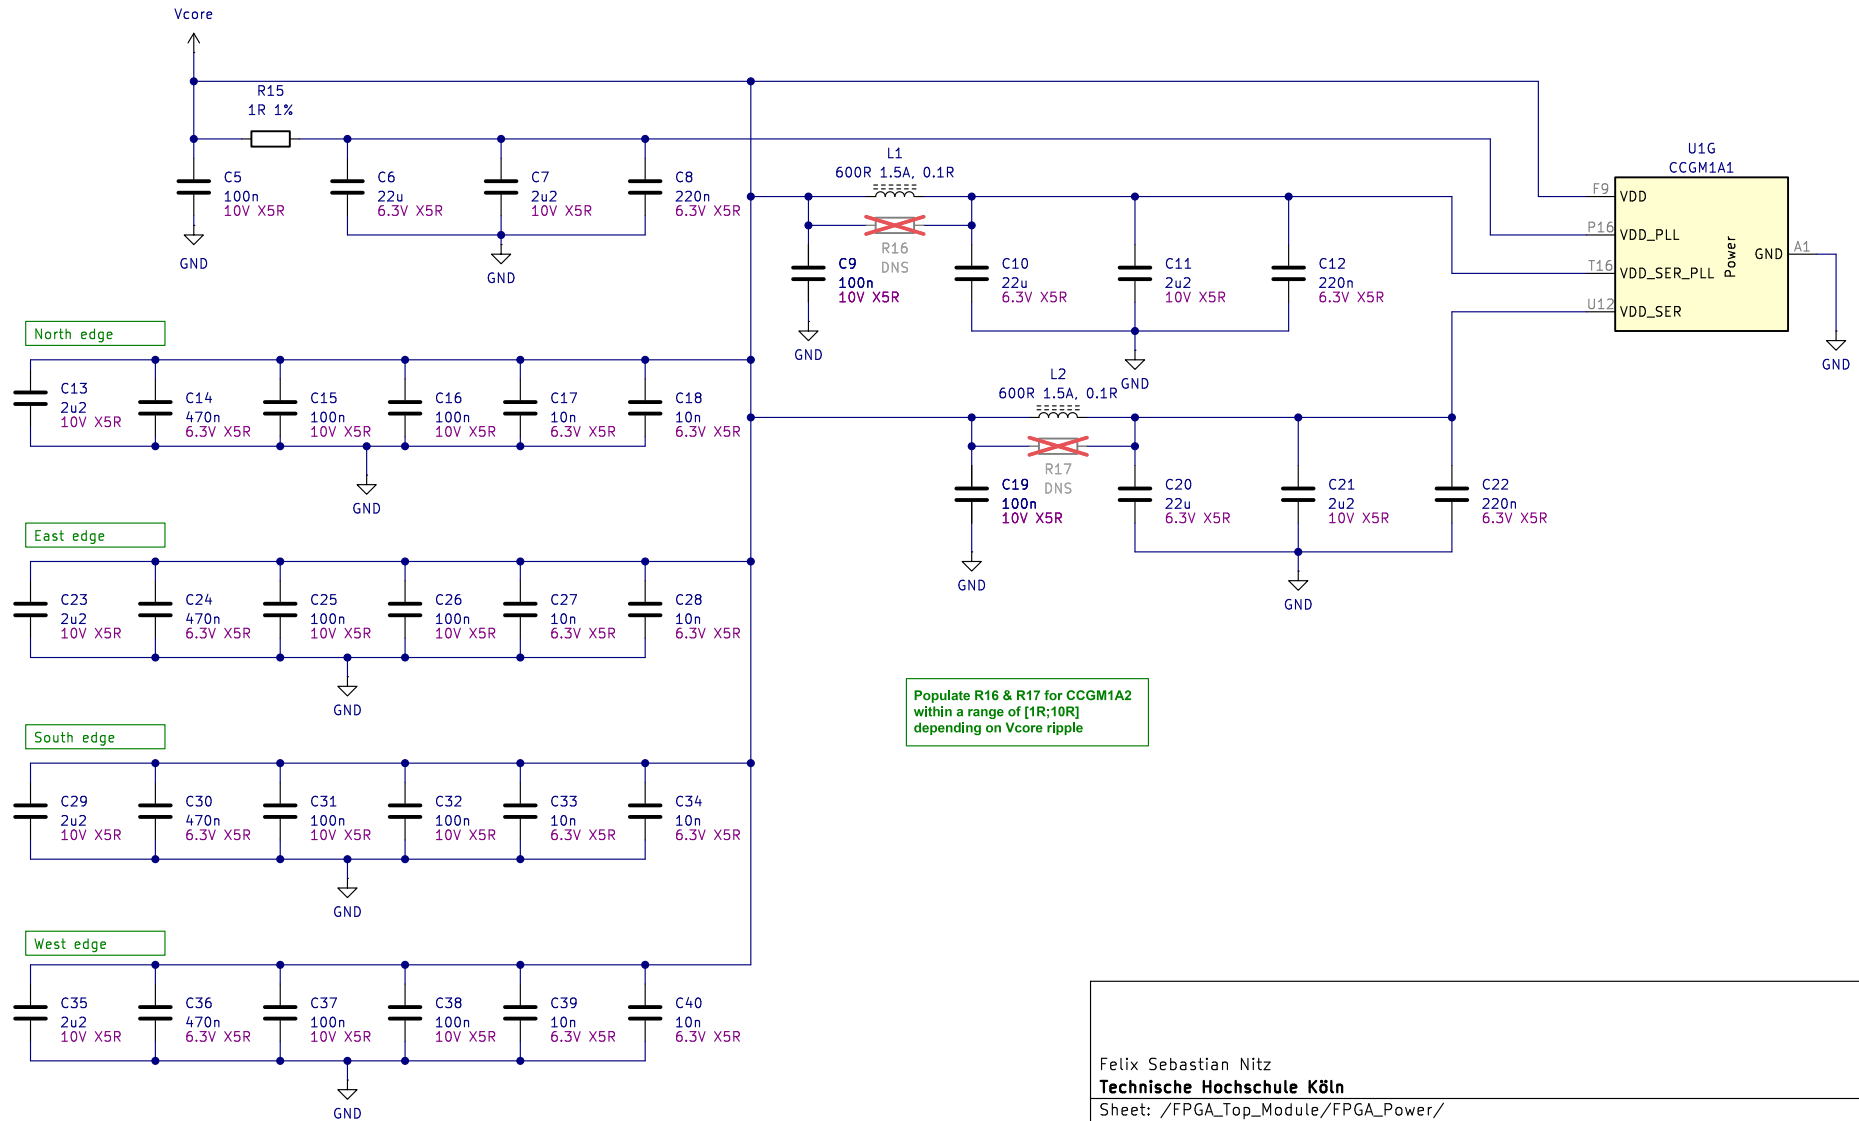 Vcore
R15
1R 1%
C5
100n
10V X5R
GND
C6
22u
6.3V X5R
C7
2u2
10V X5R
C8
220n
6.3V X5R
GND
L1
600R 1.5A, 0.1R
R16
DNS
C9
100n
10V X5R
GND
C10
22u
6.3V X5R
C11
2u2
10V X5R
C12
220n
6.3V X5R
GND
U1G
CCGM1A1
F9
VDD
P16
VDD_PLL
T16
VDD_SER_PLL
U12
VDD_SER
Power
GND
A1
GND
North edge
C13
2u2
10V X5R
C14
470n
6.3V X5R
C15
100n
10V X5R
C16
100n
10V X5R
C17
10n
6.3V X5R
C18
10n
6.3V X5R
GND
L2
600R 1.5A, 0.1R
R17
DNS
C19
100n
10V X5R
GND
C20
22u
6.3V X5R
C21
2u2
10V X5R
C22
220n
6.3V X5R
GND
East edge
C23
2u2
10V X5R
C24
470n
6.3V X5R
C25
100n
10V X5R
C26
100n
10V X5R
C27
10n
6.3V X5R
C28
10n
6.3V X5R
GND
Populate R16 & R17 for CCGM1A2
within a range of [1R;10R]
depending on Vcore ripple
South edge
C29
2u2
10V X5R
C30
470n
6.3V X5R
C31
100n
10V X5R
C32
100n
10V X5R
C33
10n
6.3V X5R
C34
10n
6.3V X5R
GND
West edge
C35
2u2
10V X5R
C36
470n
6.3V X5R
C37
100n
10V X5R
C38
100n
10V X5R
C39
10n
6.3V X5R
C40
10n
6.3V X5R
GND
Felix Sebastian Nitz
Technische Hochschule Köln
Sheet: /FPGA_Top_Module/FPGA_Power/